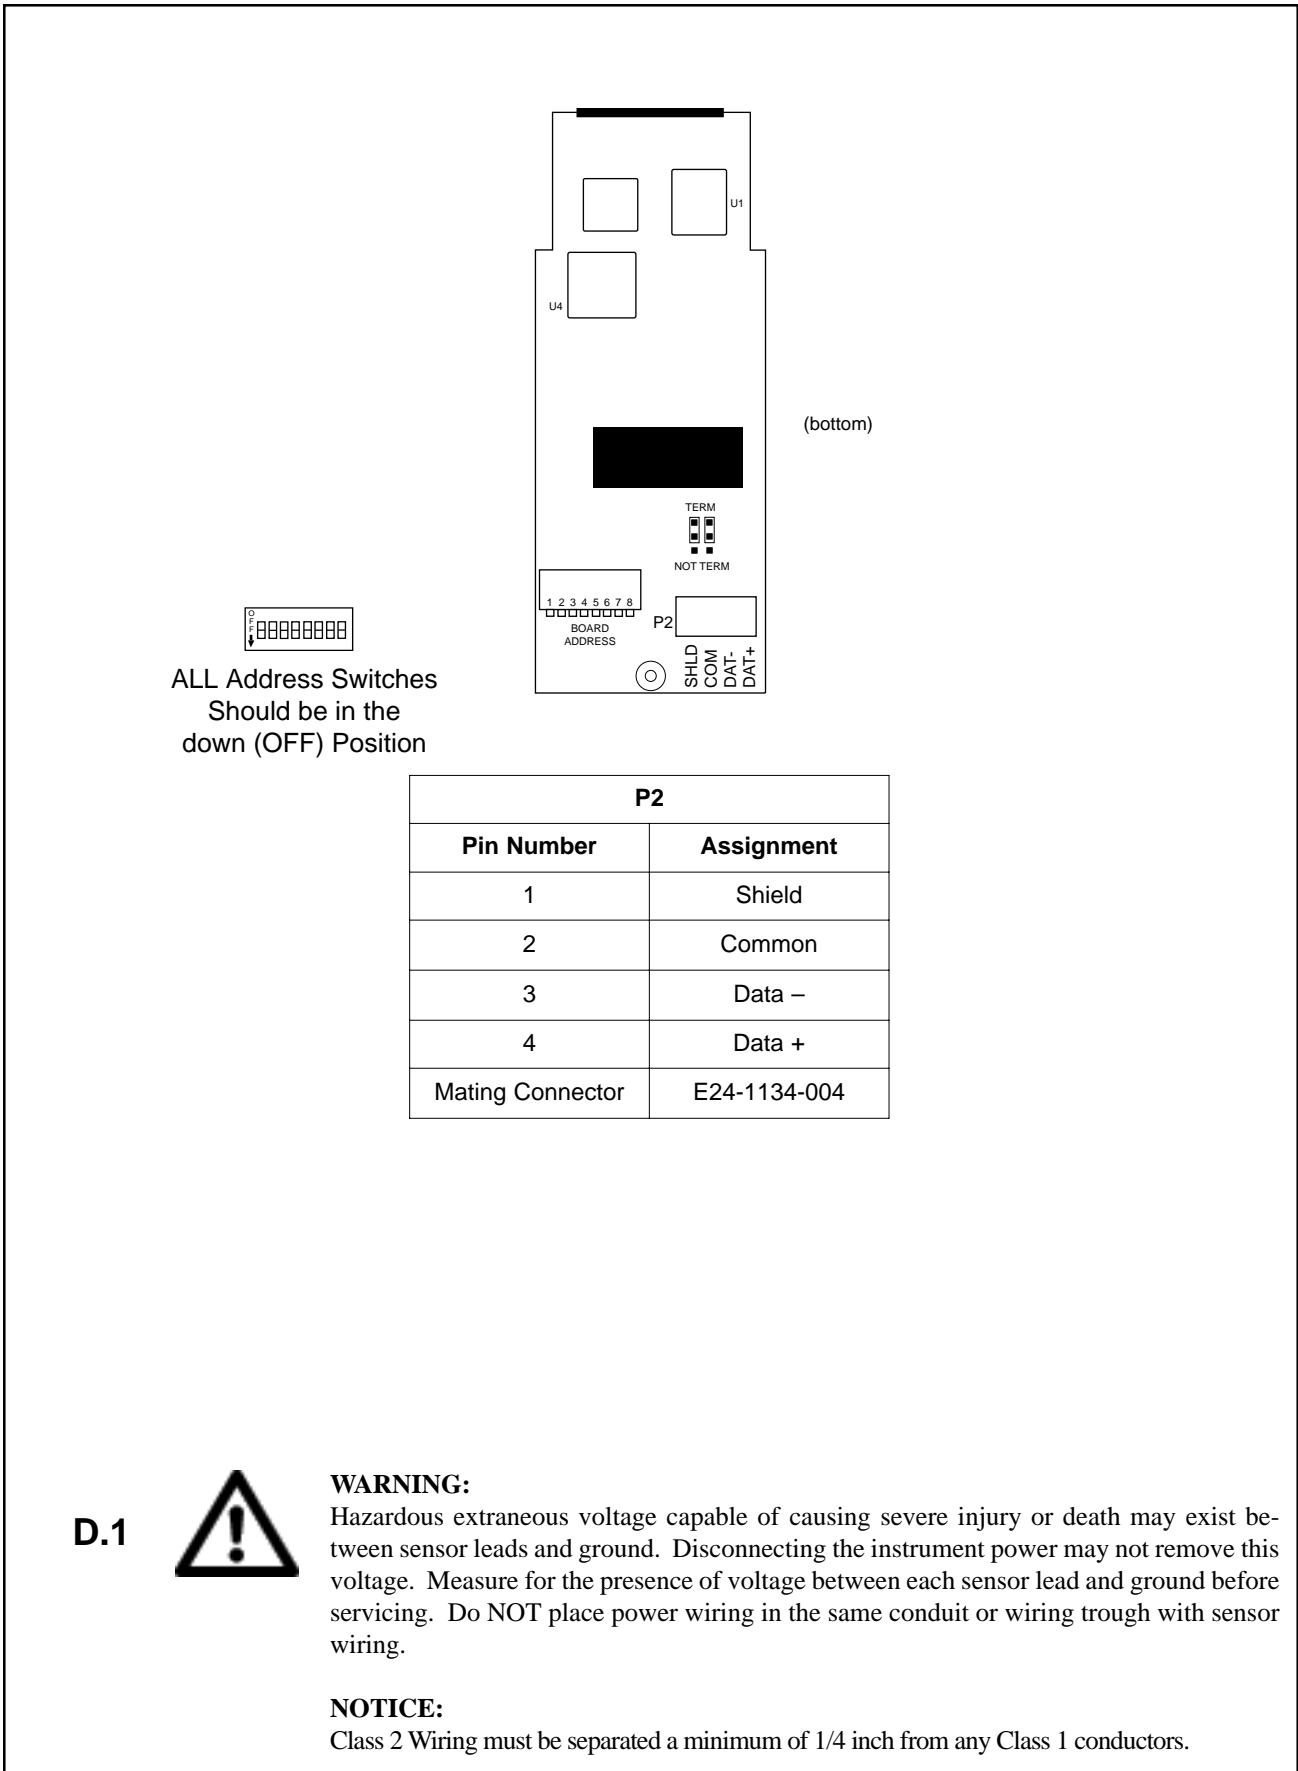 U1
U4
(bottom)
TERM
NOT TERM
1 2 3 4 5 6 7 8
BOARD
ADDRESS
P2
SHLD
COM
DAT-
DAT+
OFF
ALL Address Switches
Should be in the
down (OFF) Position
P2
Pin Number Assignment
1 Shield
2 Common
3 Data –
4 Data +
Mating Connector E24-1134-004
D.1
WARNING:
Hazardous extraneous voltage capable of causing severe injury or death may exist be-
tween sensor leads and ground. Disconnecting the instrument power may not remove this
voltage. Measure for the presence of voltage between each sensor lead and ground before
servicing. Do NOT place power wiring in the same conduit or wiring trough with sensor
wiring.
NOTICE:
Class 2 Wiring must be separated a minimum of 1/4 inch from any Class 1 conductors.